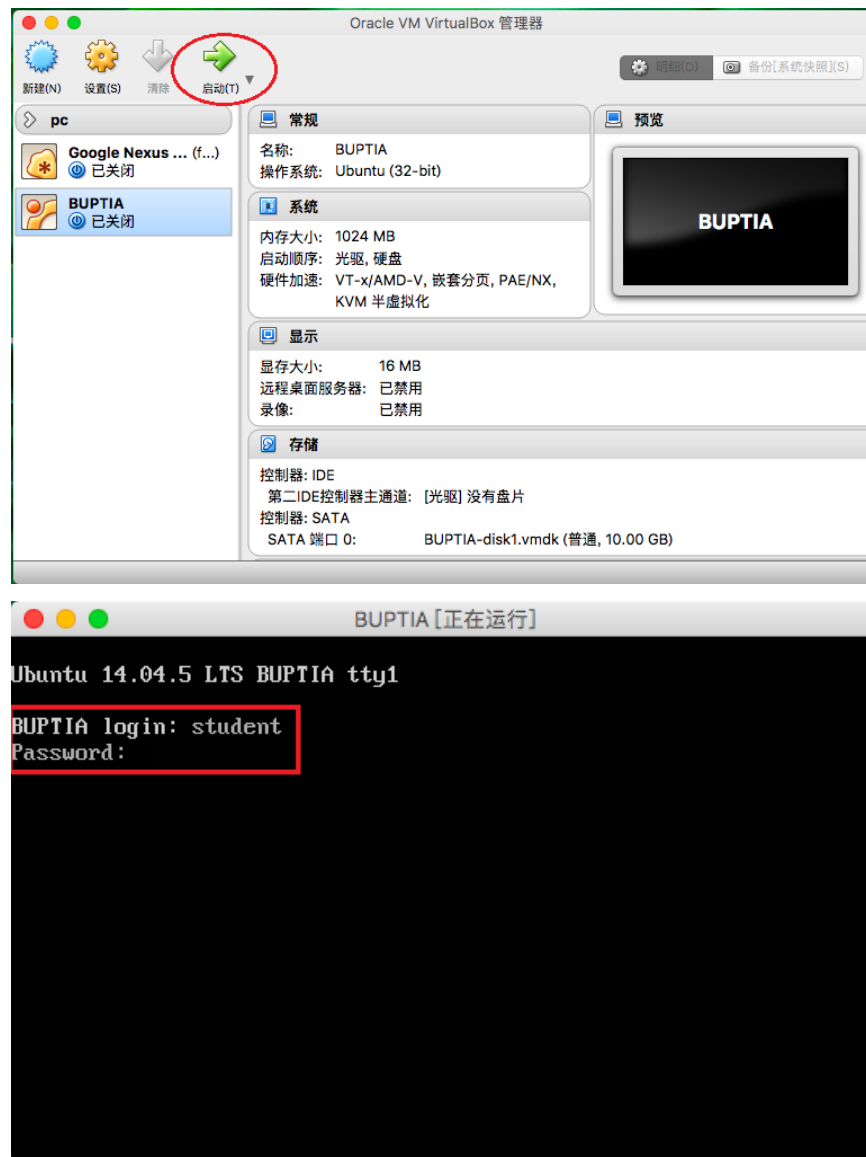 Oracle VM VirtualBox 管理器
新建(N) 设置(S) 清除 启动(T)
明细(D) 备份[系统快照](S)
pc
Google Nexus ... (f...)
已关闭
BUPTIA
已关闭
常规
名称: BUPTIA
操作系统: Ubuntu (32-bit)
系统
内存大小: 1024 MB
启动顺序: 光驱, 硬盘
硬件加速: VT-x/AMD-V, 嵌套分页, PAE/NX,
KVM 半虚拟化
预览
BUPTIA
显示
显存大小: 16 MB
远程桌面服务器: 已禁用
录像: 已禁用
存储
控制器: IDE
第二IDE控制器主通道: [光驱] 没有盘片
控制器: SATA
SATA 端口 0: BUPTIA-disk1.vmdk (普通, 10.00 GB)
BUPTIA [正在运行]
Ubuntu 14.04.5 LTS BUPTIA tty1
BUPTIA login: student
Password: